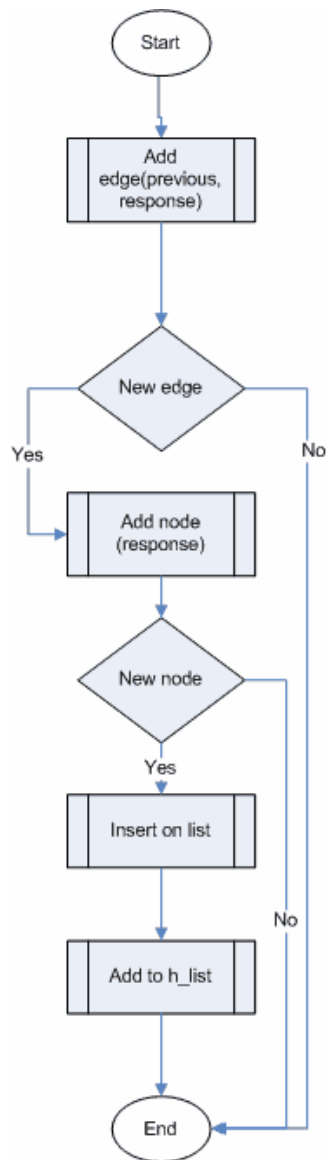 Start
Add
edge(previous,
response)
New edge
Yes
No
Add node
(response)
New node
Yes
Insert on list
No
Add to h_list
End